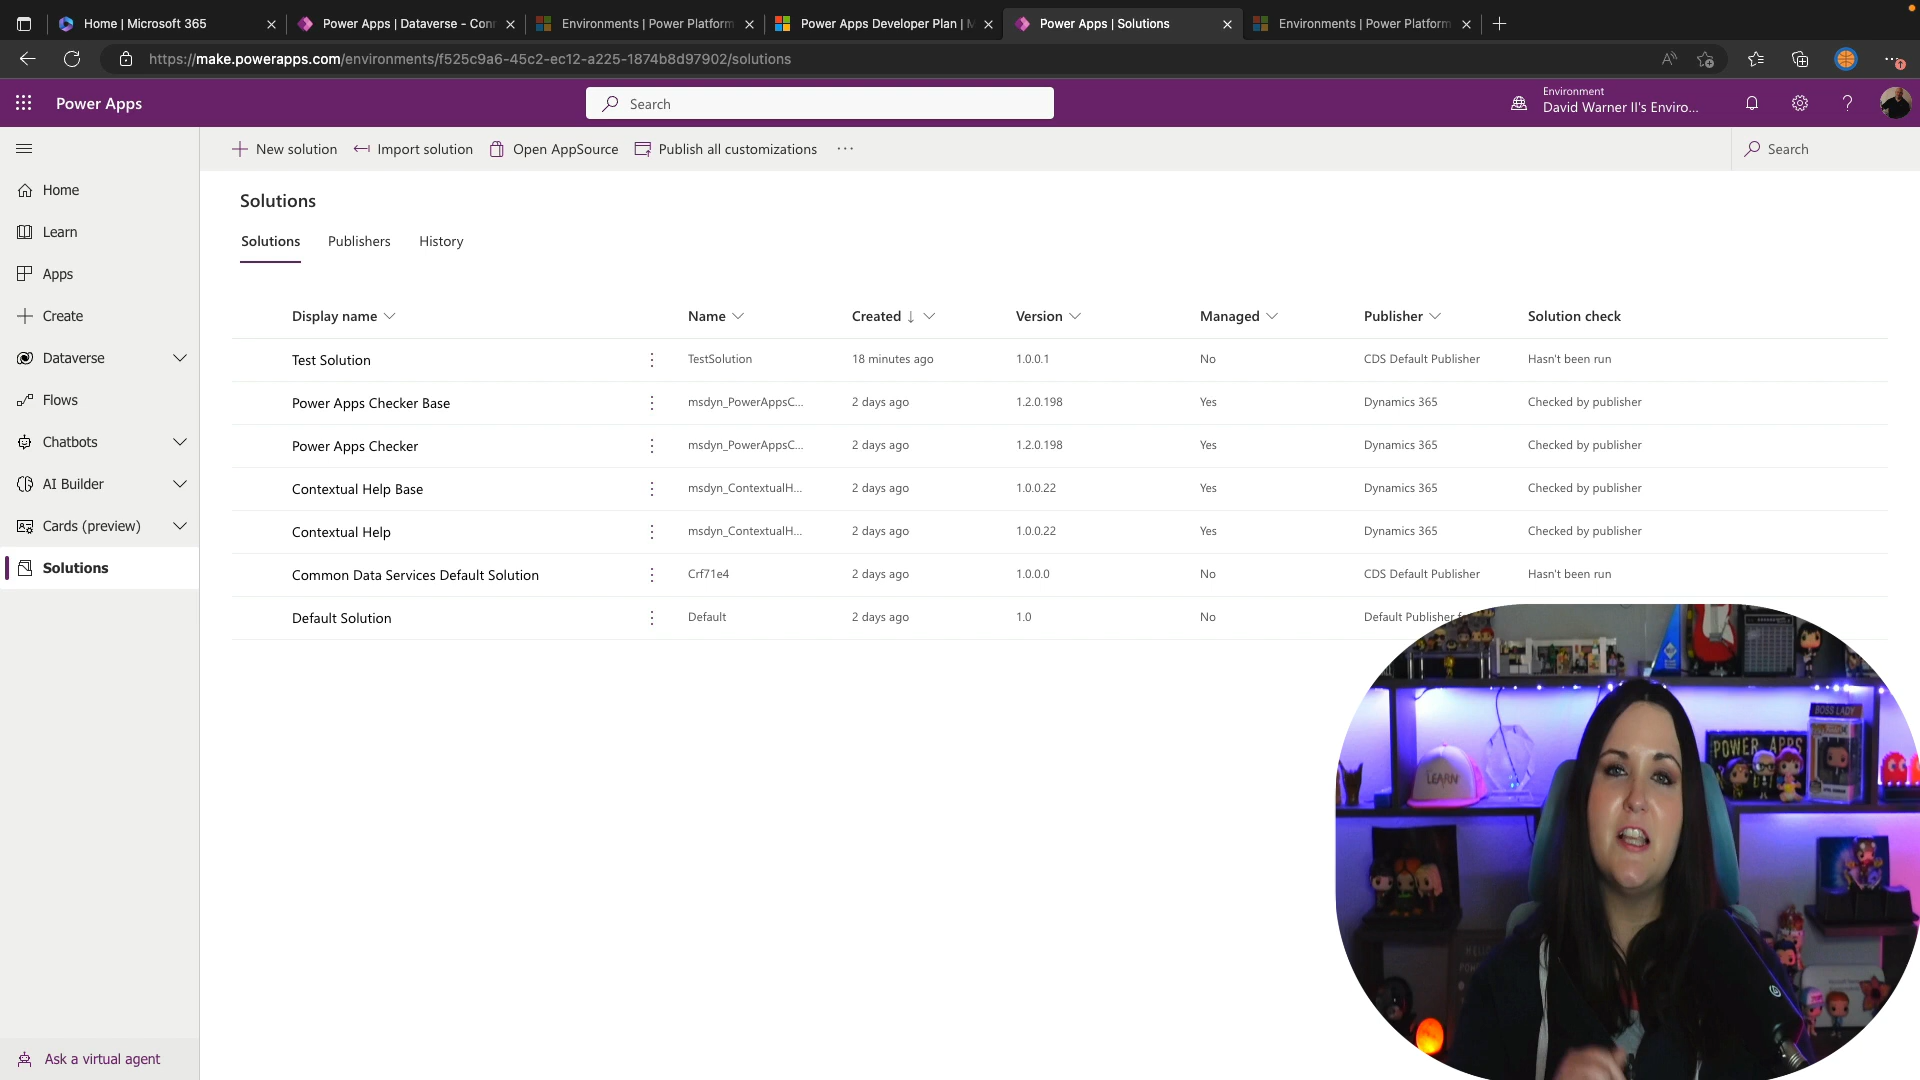 Home | Microsoft 365
Power Apps | Dataverse - Conn
Environments | Power Platform
Power Apps Developer Plan | M
Power Apps | Solutions
Environments | Power Platform
https://make.powerapps.com/environments/f525c9a6-45c2-ec12-a225-1874b8d97902/solutions
Power Apps
Search
Environment
David Warner II's Enviro...
New solution
Import solution
Open AppSource
Publish all customizations
Search
Home
Learn
Apps
Create
Dataverse
Flows
Chatbots
AI Builder
Cards (preview)
Solutions
Ask a virtual agent
Solutions
Solutions Publishers History
Display name Name Created Version Managed Publisher Solution check
Test Solution TestSolution 18 minutes ago 1.0.0.1 No CDS Default Publisher Hasn't been run
Power Apps Checker Base msdyn_PowerAppsC... 2 days ago 1.2.0.198 Yes Dynamics 365 Checked by publisher
Power Apps Checker msdyn_PowerAppsC... 2 days ago 1.2.0.198 Yes Dynamics 365 Checked by publisher
Contextual Help Base msdyn_ContextualH... 2 days ago 1.0.0.22 Yes Dynamics 365 Checked by publisher
Contextual Help msdyn_ContextualH... 2 days ago 1.0.0.22 Yes Dynamics 365 Checked by publisher
Common Data Services Default Solution Crf71e4 2 days ago 1.0.0.0 No CDS Default Publisher Hasn't been run
Default Solution Default 2 days ago 1.0 No Default Publisher
BOSS LADY
POWER APPS
LEARN